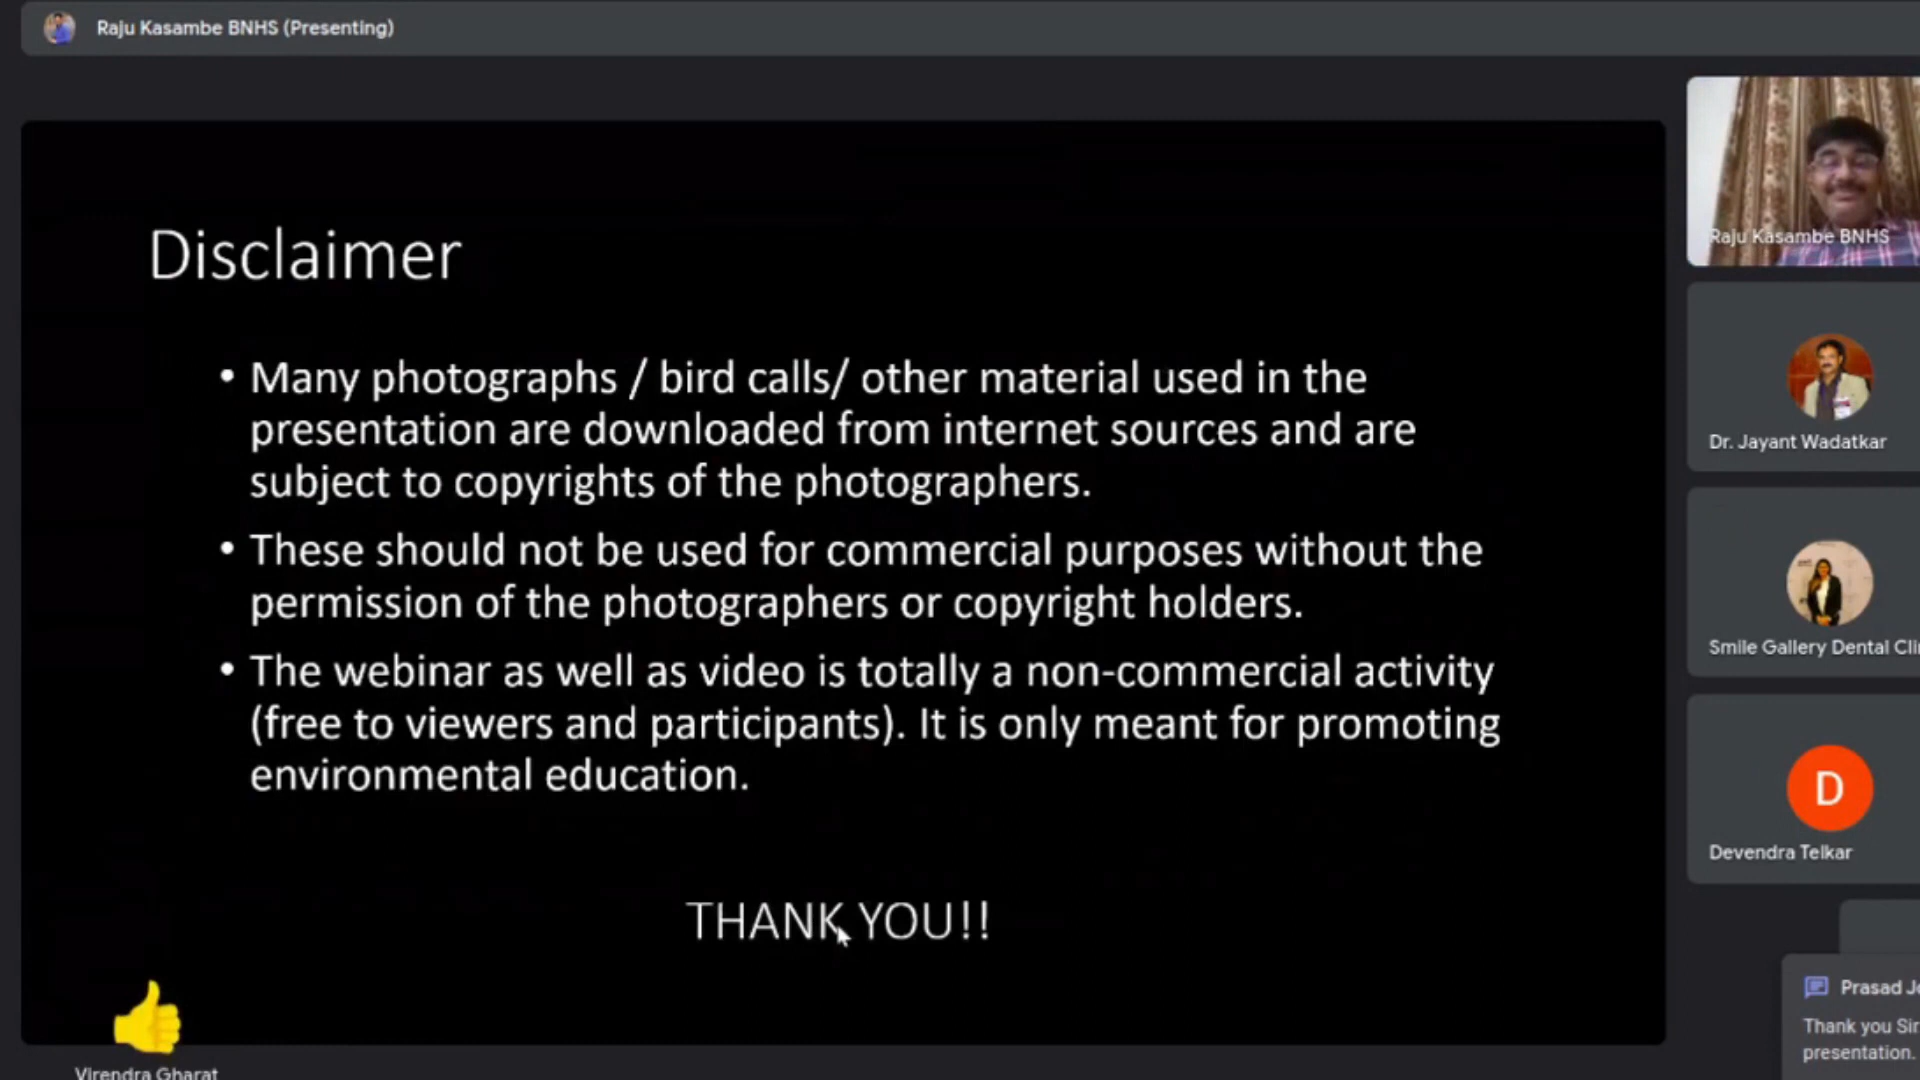 Raju Kasambe BNHS (Presenting)
Disclaimer
• Many photographs / bird calls/ other material used in the
presentation are downloaded from internet sources and are
subject to copyrights of the photographers.
• These should not be used for commercial purposes without the
permission of the photographers or copyright holders.
• The webinar as well as video is totally a non-commercial activity
(free to viewers and participants). It is only meant for promoting
environmental education.
THANK YOU!!
Virendra Gharat
Raju Kasambe BNHS
Dr. Jayant Wadatkar
Smile Gallery Dental
D
Devendra Telkar
Prasad
Thank you Sir
presentation.